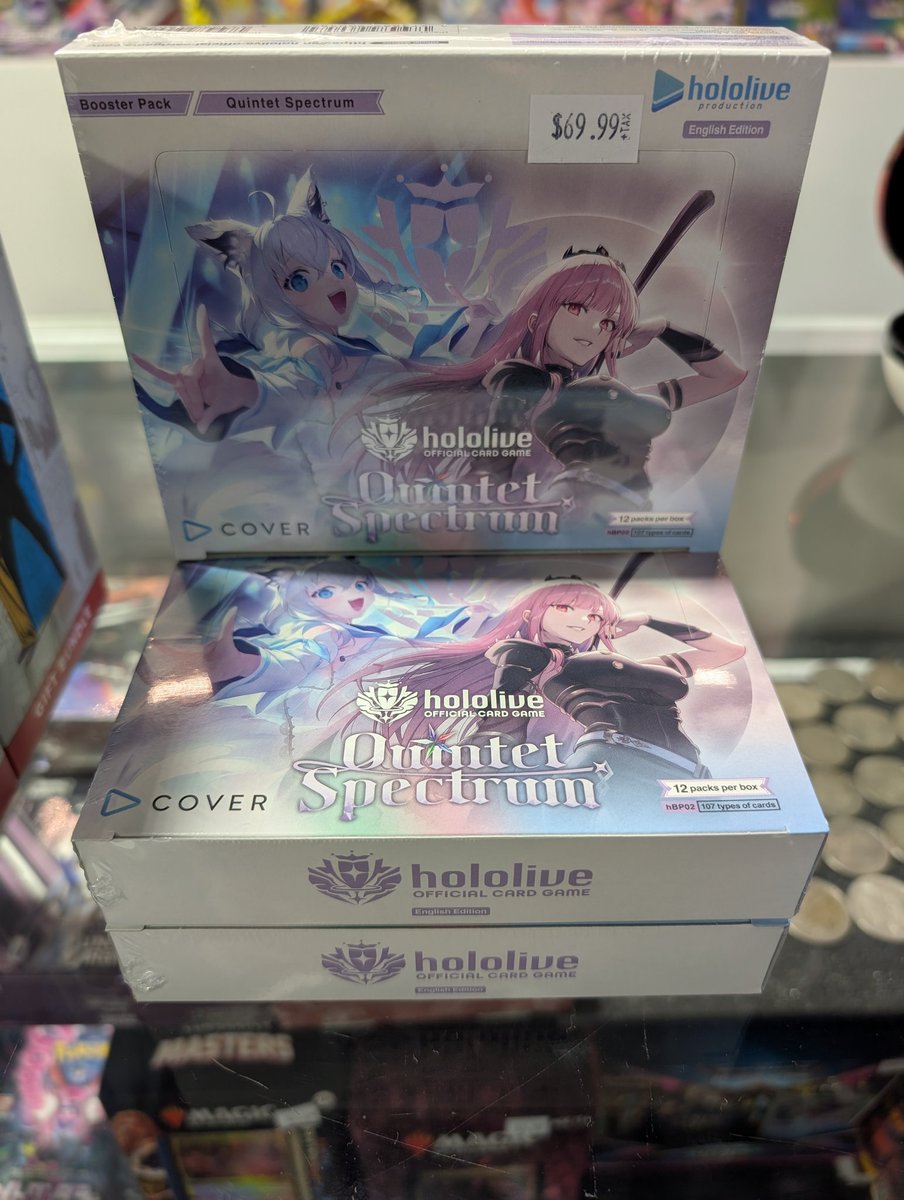 Booster Pack
Quintet Spectrum
$69.99+TAX
hololive
production
English Edition
hololive
OFFICIAL CARD GAME
Quintet
Spectrum
COVER
12 packs per box
hBP02 107 types of cards
hololive
OFFICIAL CARD GAME
Quintet
Spectrum
COVER
12 packs per box
hBP02 107 types of cards
hololive
OFFICIAL CARD GAME
English Edition
hololive
OFFICIAL CARD GAME
English Edition
MASTERS
MAGIC
MAGIC